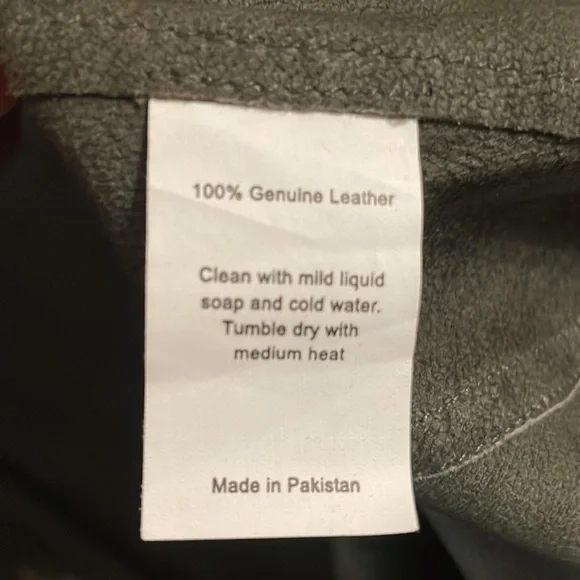 100% Genuine Leather
Clean with mild liquid
soap and cold water.
Tumble dry with
medium heat
Made in Pakistan